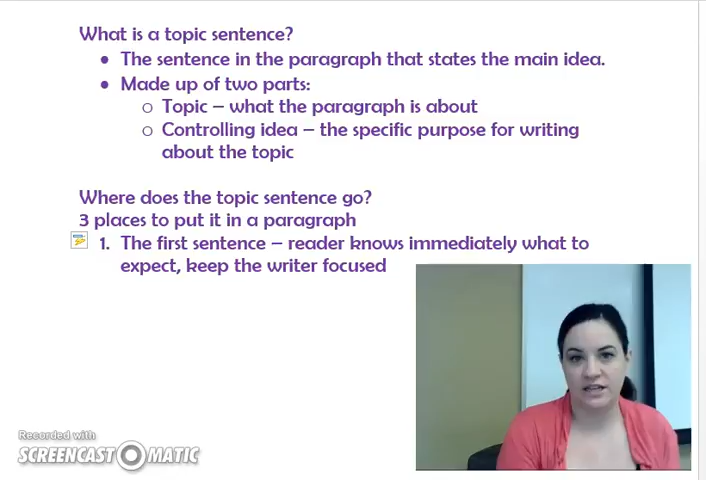 What is a topic sentence?
• The sentence in the paragraph that states the main idea.
• Made up of two parts:
o Topic – what the paragraph is about
o Controlling idea – the specific purpose for writing
about the topic
Where does the topic sentence go?
3 places to put it in a paragraph
1. The first sentence – reader knows immediately what to
expect, keep the writer focused
Recorded with
SCREENCAST-O-MATIC